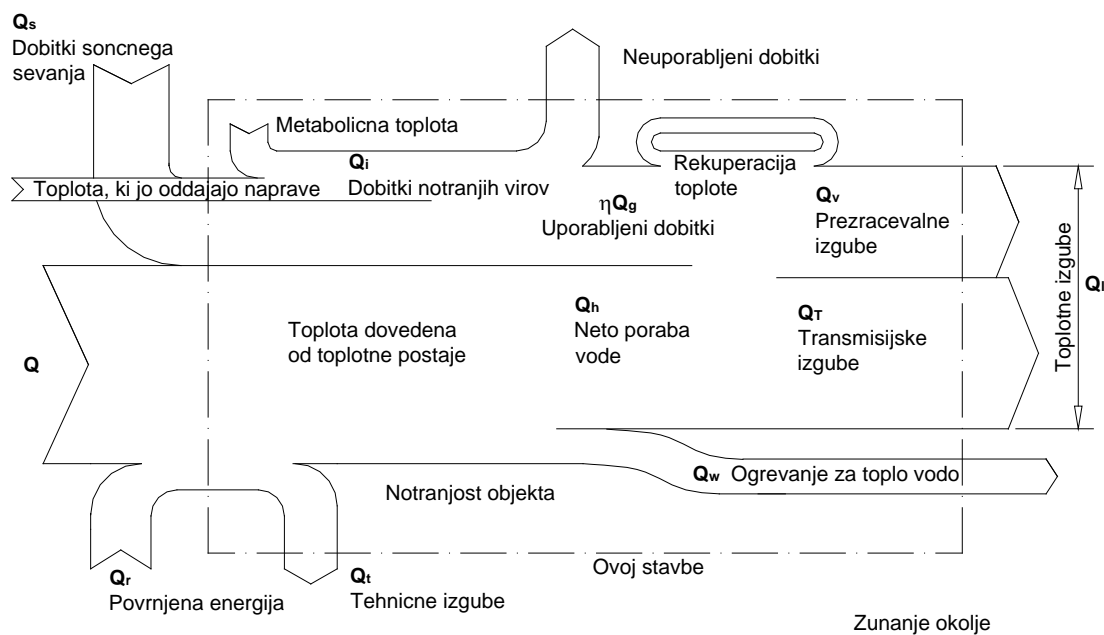 Qs
Dobitki soncnega
sevanja
Neuporabljeni dobitki
Metabolicna toplota
Qi
Dobitki notranjih virov
Rekuperacija
toplote
Toplota, ki jo oddajajo naprave
ηQg
Uporabljeni dobitki
Qv
Prezracevalne
izgube
Toplotne izgube
Ql
Q
Toplota dovedena
od toplotne postaje
Qh
Neto poraba
vode
QT
Transmisijske
izgube
Qw Ogrevanje za toplo vodo
Notranjost objekta
Ovoj stavbe
Qr
Povrnjena energija
Qt
Tehnicne izgube
Zunanje okolje